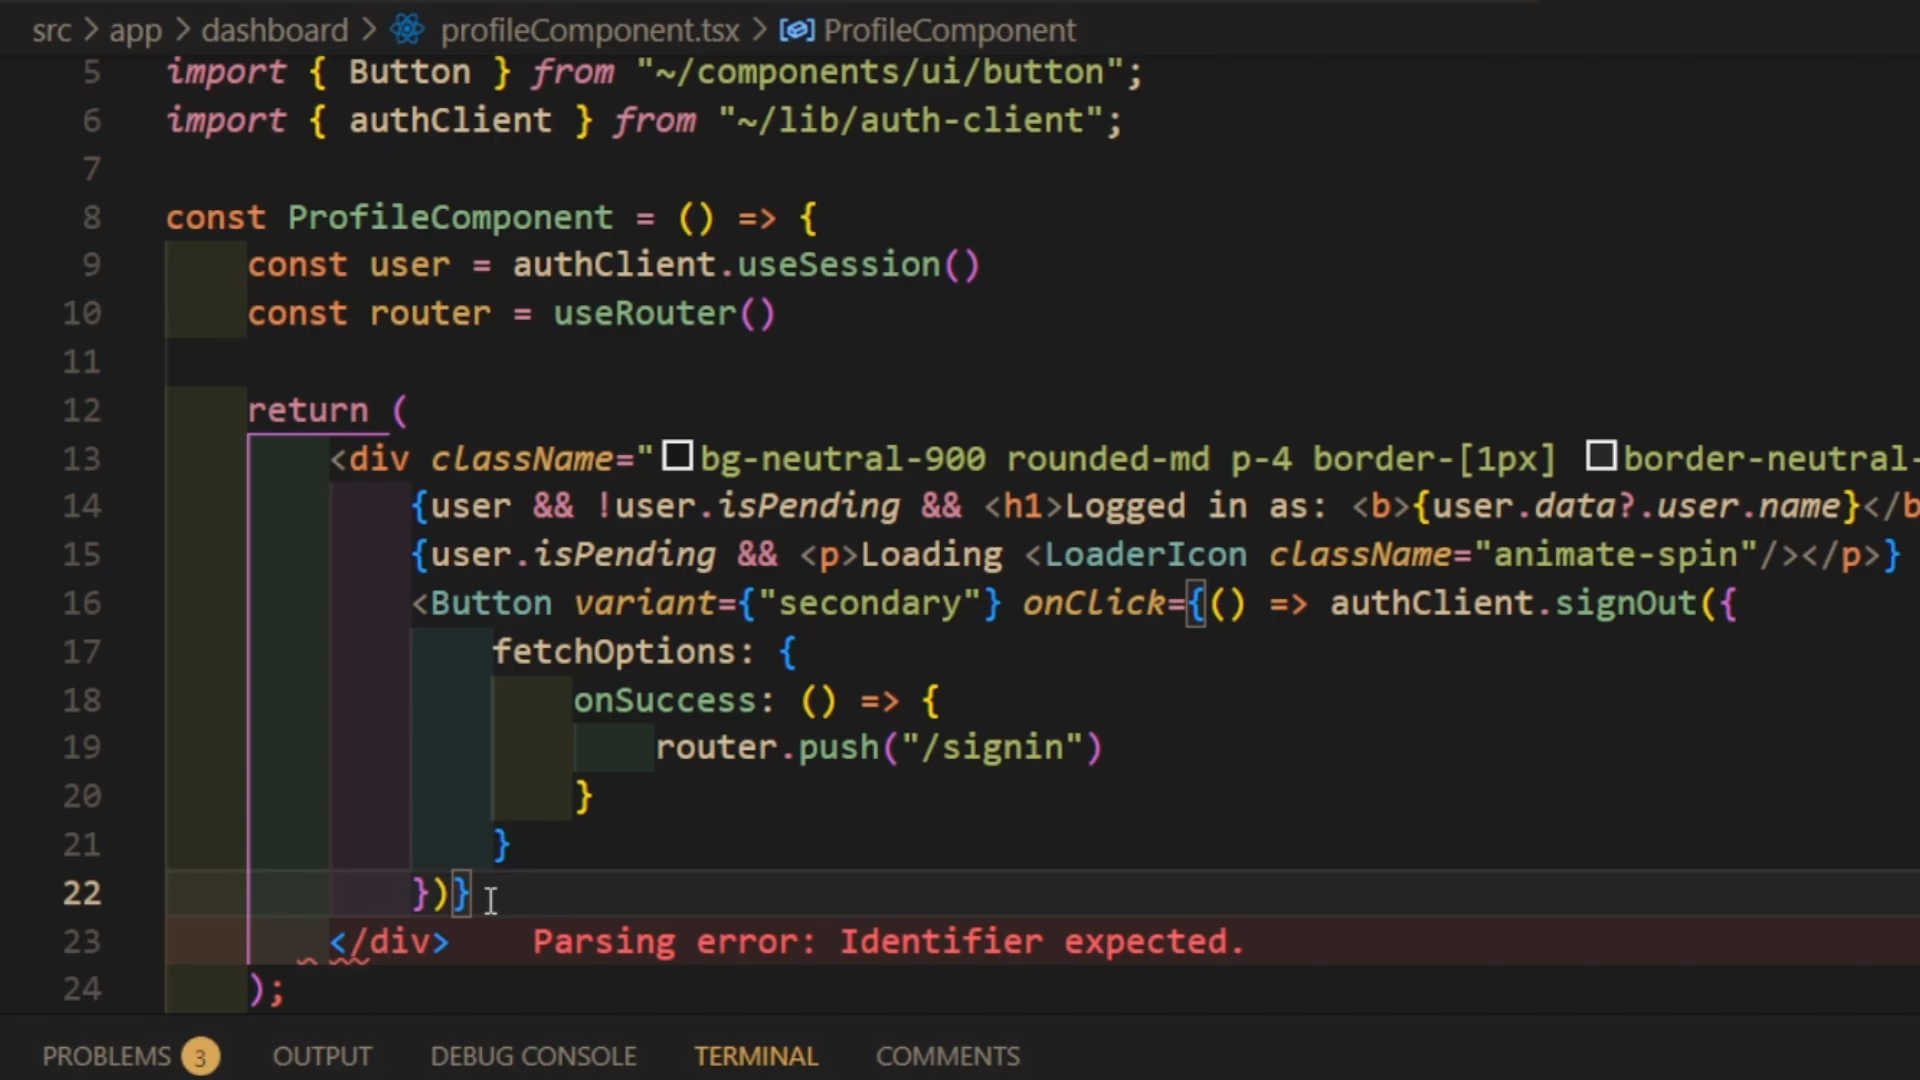 src > app > dashboard > profileComponent.tsx > ProfileComponent
5 import { Button } from "~/components/ui/button";
6 import { authClient } from "~/lib/auth-client";
7
8 const ProfileComponent = () => {
9 const user = authClient.useSession()
10 const router = useRouter()
11
12 return (
13 <div className="bg-neutral-900 rounded-md p-4 border-[1px] border-neutral-
14 {user && !user.isPending && <h1>Logged in as: <b>{user.data?.user.name}</b
15 {user.isPending && <p>Loading <LoaderIcon className="animate-spin"/></p>}
16 <Button variant={"secondary"} onClick={() => authClient.signOut({
17 fetchOptions: {
18 onSuccess: () => {
19 router.push("/signin")
20 }
21 }
22 })}
23 </div> Parsing error: Identifier expected.
24 );
PROBLEMS 3 OUTPUT DEBUG CONSOLE TERMINAL COMMENTS